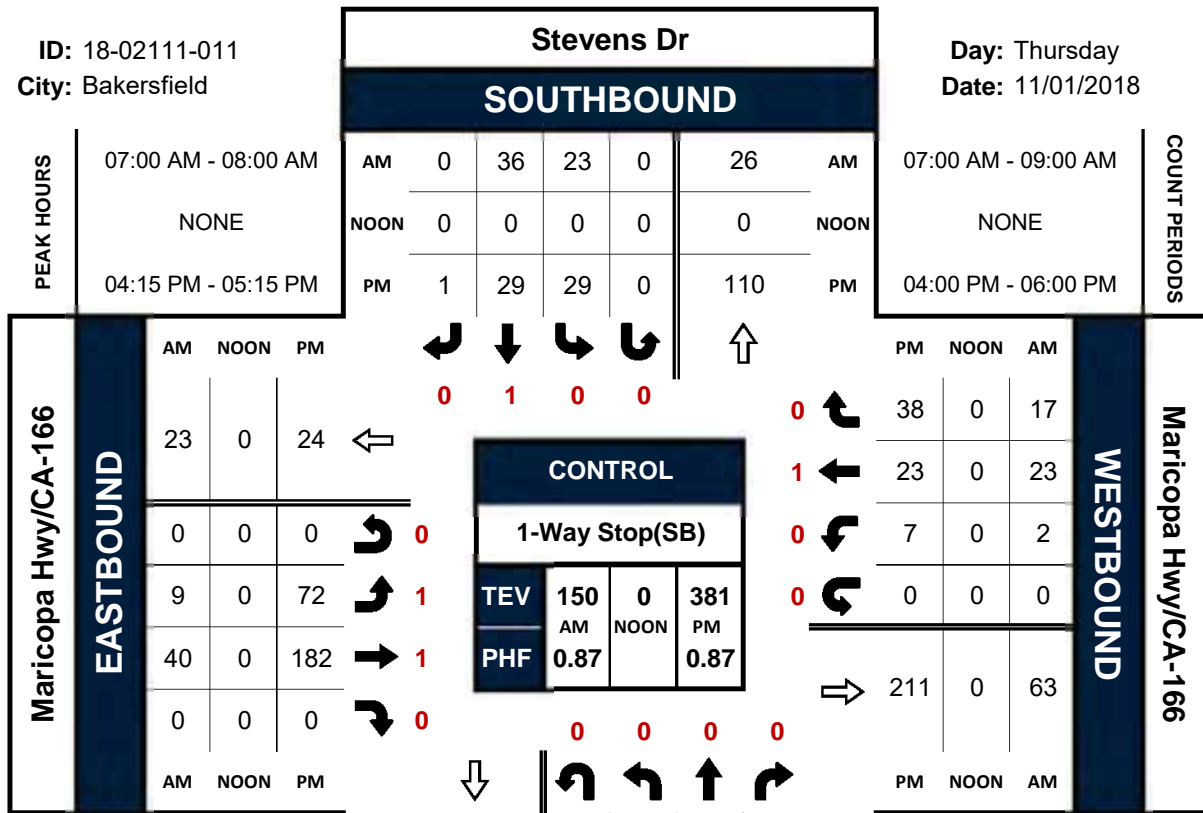 Stevens Dr
ID: 18-02111-011
Day: Thursday
City: Bakersfield
Date: 11/01/2018
SOUTHBOUND
PEAK HOURS
07:00 AM - 08:00 AM
AM 0 36 23 0 26 AM
07:00 AM - 09:00 AM
COUNT PERIODS
NONE
NOON 0 0 0 0 0 NOON
NONE
04:15 PM - 05:15 PM
PM 1 29 29 0 110 PM
04:00 PM - 06:00 PM
Maricopa Hwy/CA-166
EASTBOUND
AM NOON PM
23 0 24
0 0 0 0
9 0 72 1
40 0 182 1
0 0 0 0
AM NOON PM
0 1 0 0
CONTROL
1-Way Stop(SB)
TEV 150 0 381
AM NOON PM
PHF 0.87 0.87
0 0 0 0
PM NOON AM
0 38 0 17
1 23 0 23
0 7 0 2
0 0 0 0
211 0 63
PM NOON AM
WESTBOUND
Maricopa Hwy/CA-166